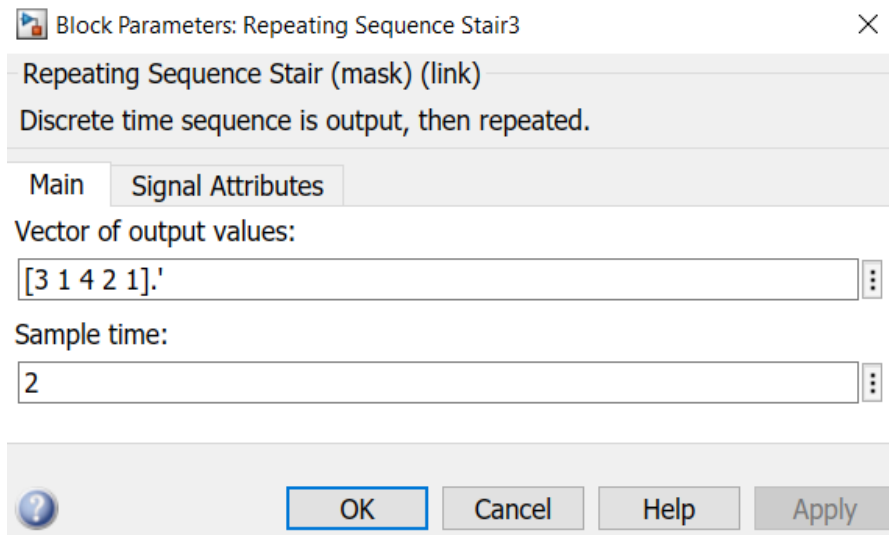 Block Parameters: Repeating Sequence Stair3
Repeating Sequence Stair (mask) (link)
Discrete time sequence is output, then repeated.
Main Signal Attributes
Vector of output values:
[3 1 4 2 1].'
Sample time:
2
? OK Cancel Help Apply